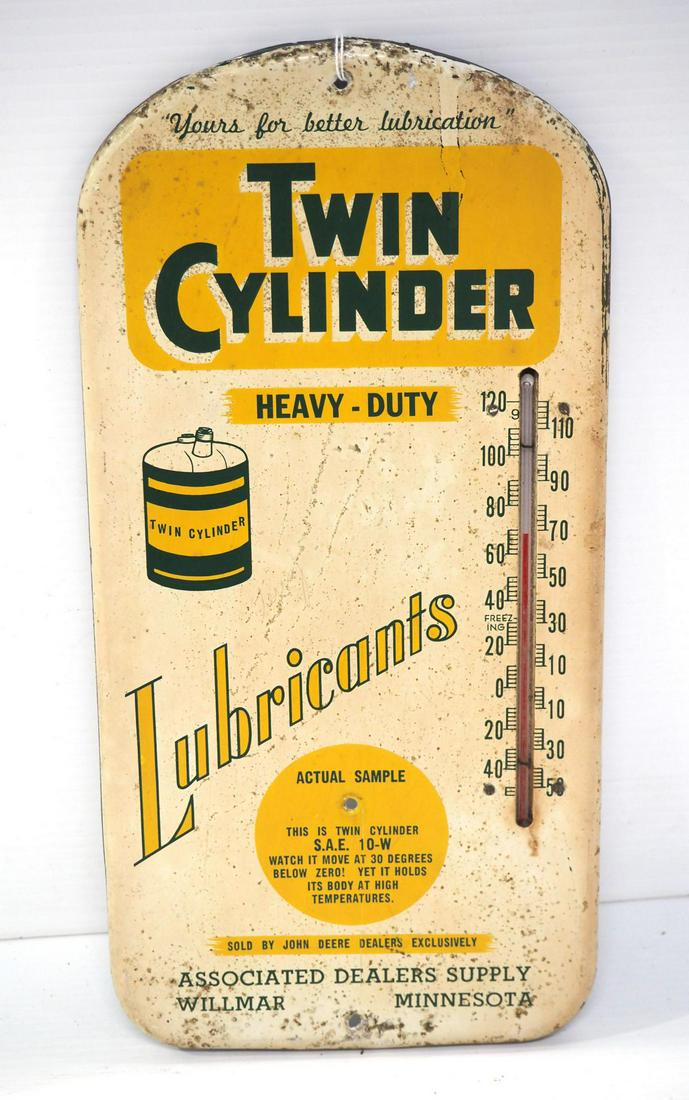 "Yours for better lubrication"
TWIN
CYLINDER
HEAVY-DUTY
TWIN CYLINDER
Lubricants
120
110
100
90
80
70
60
50
40
30
FREEZ-
ING
20
10
0
10
20
30
40
50
9
ACTUAL SAMPLE
THIS IS TWIN CYLINDER
S.A.E. 10-W
WATCH IT MOVE AT 30 DEGREES
BELOW ZERO! YET IT HOLDS
ITS BODY AT HIGH
TEMPERATURES.
SOLD BY JOHN DEERE DEALERS EXCLUSIVELY
ASSOCIATED DEALERS SUPPLY
WILLMAR MINNESOTA